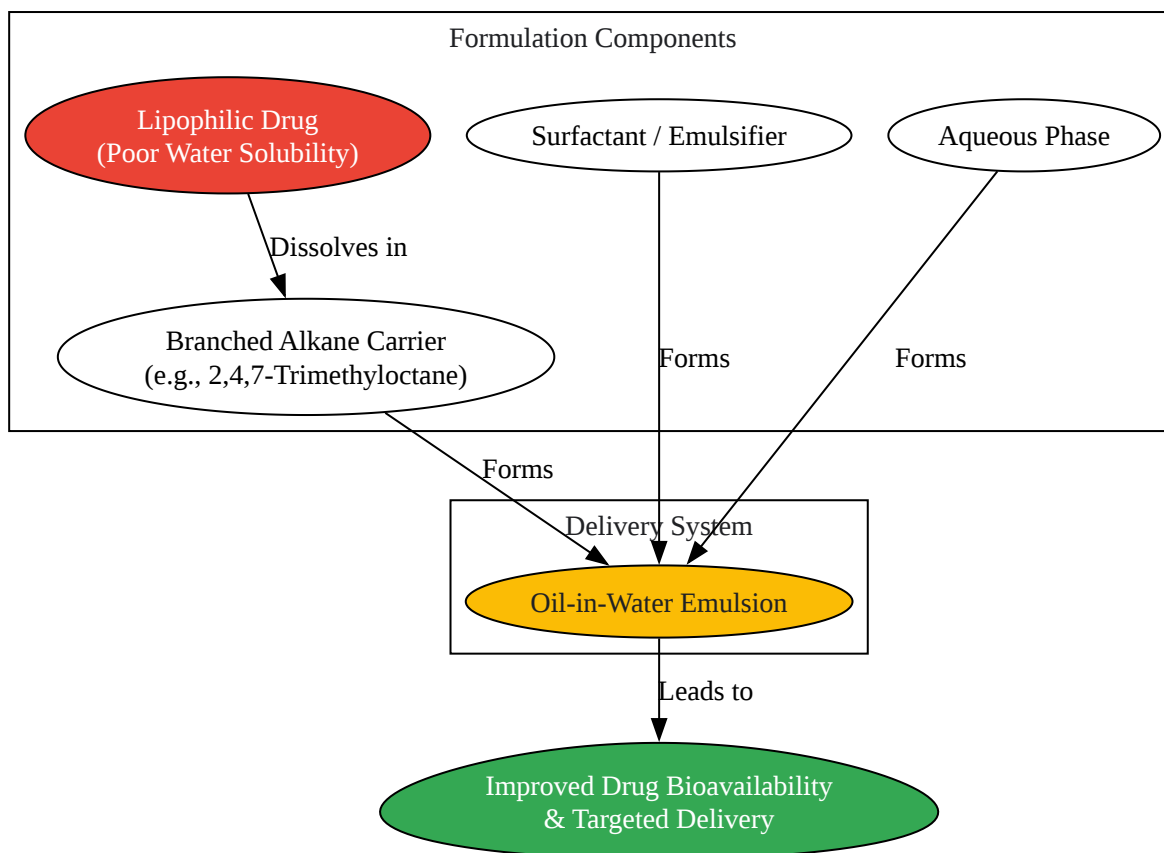 Formulation Components
Lipophilic Drug
(Poor Water Solubility)
Surfactant / Emulsifier
Aqueous Phase
Dissolves in
Branched Alkane Carrier
(e.g., 2,4,7-Trimethyloctane)
Forms
Forms
Forms
Delivery System
Oil-in-Water Emulsion
Leads to
Improved Drug Bioavailability
& Targeted Delivery